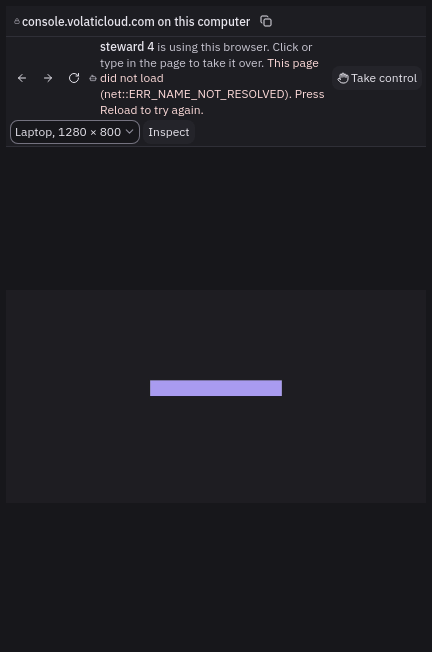 console.volaticloud.com on this computer
steward 4 is using this browser. Click or
type in the page to take it over. This page
did not load
(net::ERR_NAME_NOT_RESOLVED). Press
Reload to try again.
Take control
Laptop, 1280 × 800
Inspect